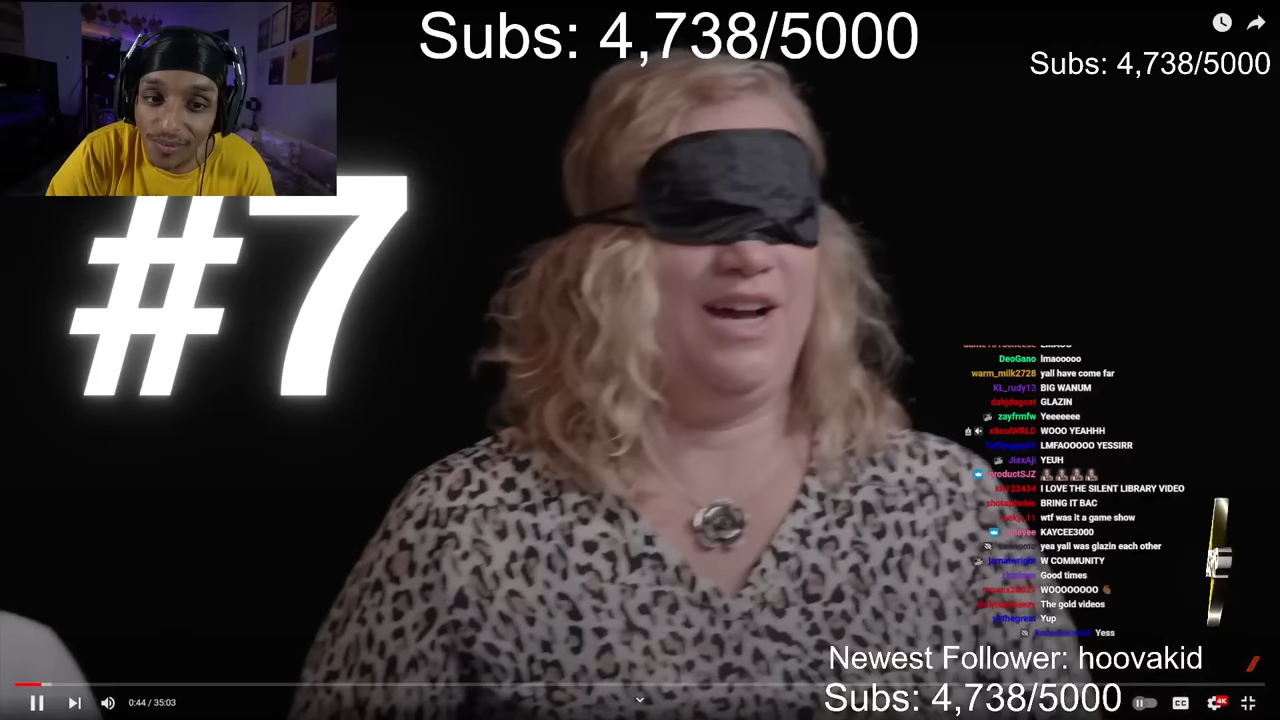 Subs: 4,738/5000
Subs: 4,738/5000
#7
DeoGano lmaooooo
warm_milk2728 yall have come far
KL_rudy13 BIG WANUM
dahjdagoat GLAZIN
zayfrmfw Yeeeeeee
WOOO YEAHHH
LMFAOOOOO YESSIRR
JiaxAji YEUH
productSJZ
I LOVE THE SILENT LIBRARY VIDEO
BRING IT BAC
wtf was it a game show
KAYCEE3000
yea yall was glazin each other
W COMMUNITY
Good times
WOOOOOOO
The gold videos
Yup
Yess
Newest Follower: hoovakid
Subs: 4,738/5000
0:44 / 35:03
CC
4K